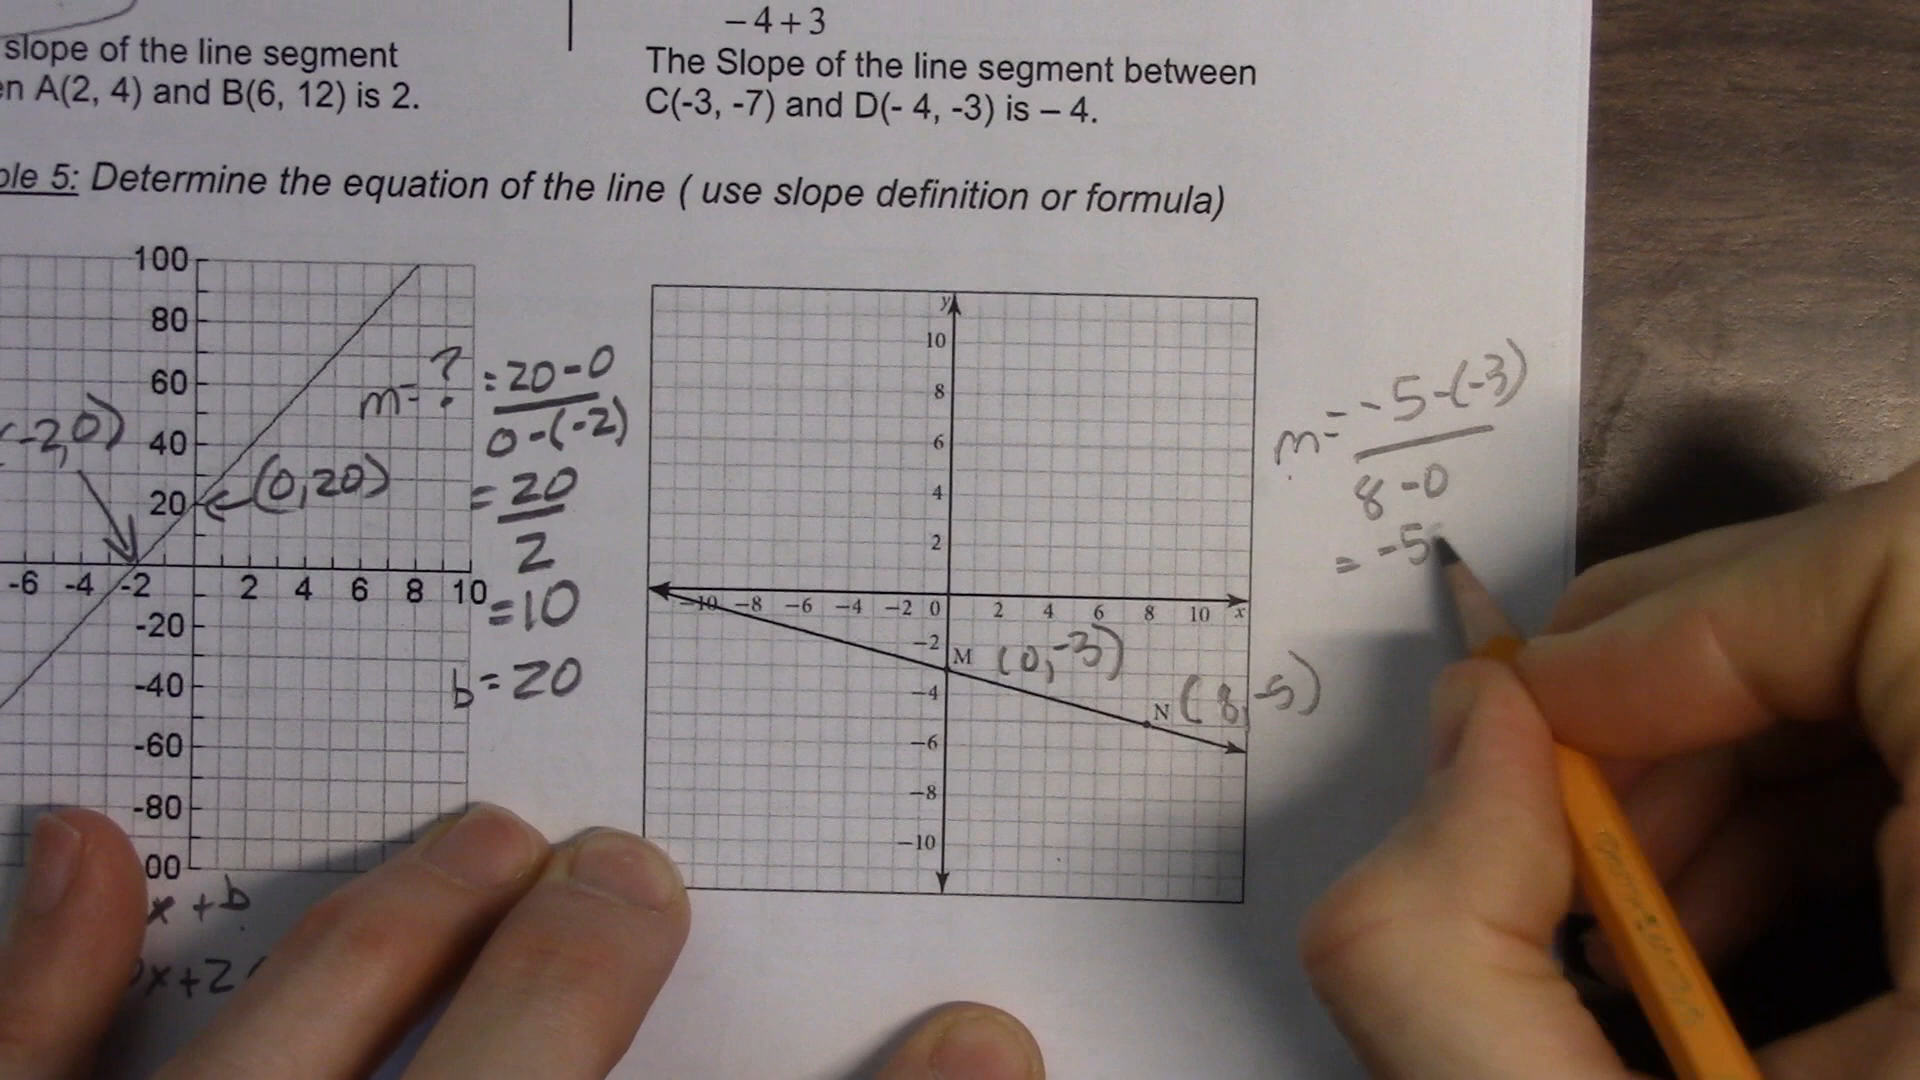 slope of the line segment
en A(2, 4) and B(6, 12) is 2.
– 4 + 3
The Slope of the line segment between
C(-3, -7) and D(- 4, -3) is – 4.
ple 5: Determine the equation of the line ( use slope definition or formula)
100
80
60
40
20
-6 -4 -2 2 4 6 8 10
-20
-40
-60
-80
00
(-2,0)
(0,20)
m=? = 20-0
0-(-2)
= 20
2
=10
b=20
x+b
x+2
y
10
8
6
4
2
–10 –8 –6 –4 –2 0 2 4 6 8 10 x
–2
M (0,-3)
–4
N (8,-5)
–6
–8
–10
m= -5-(-3)
8-0
= -5